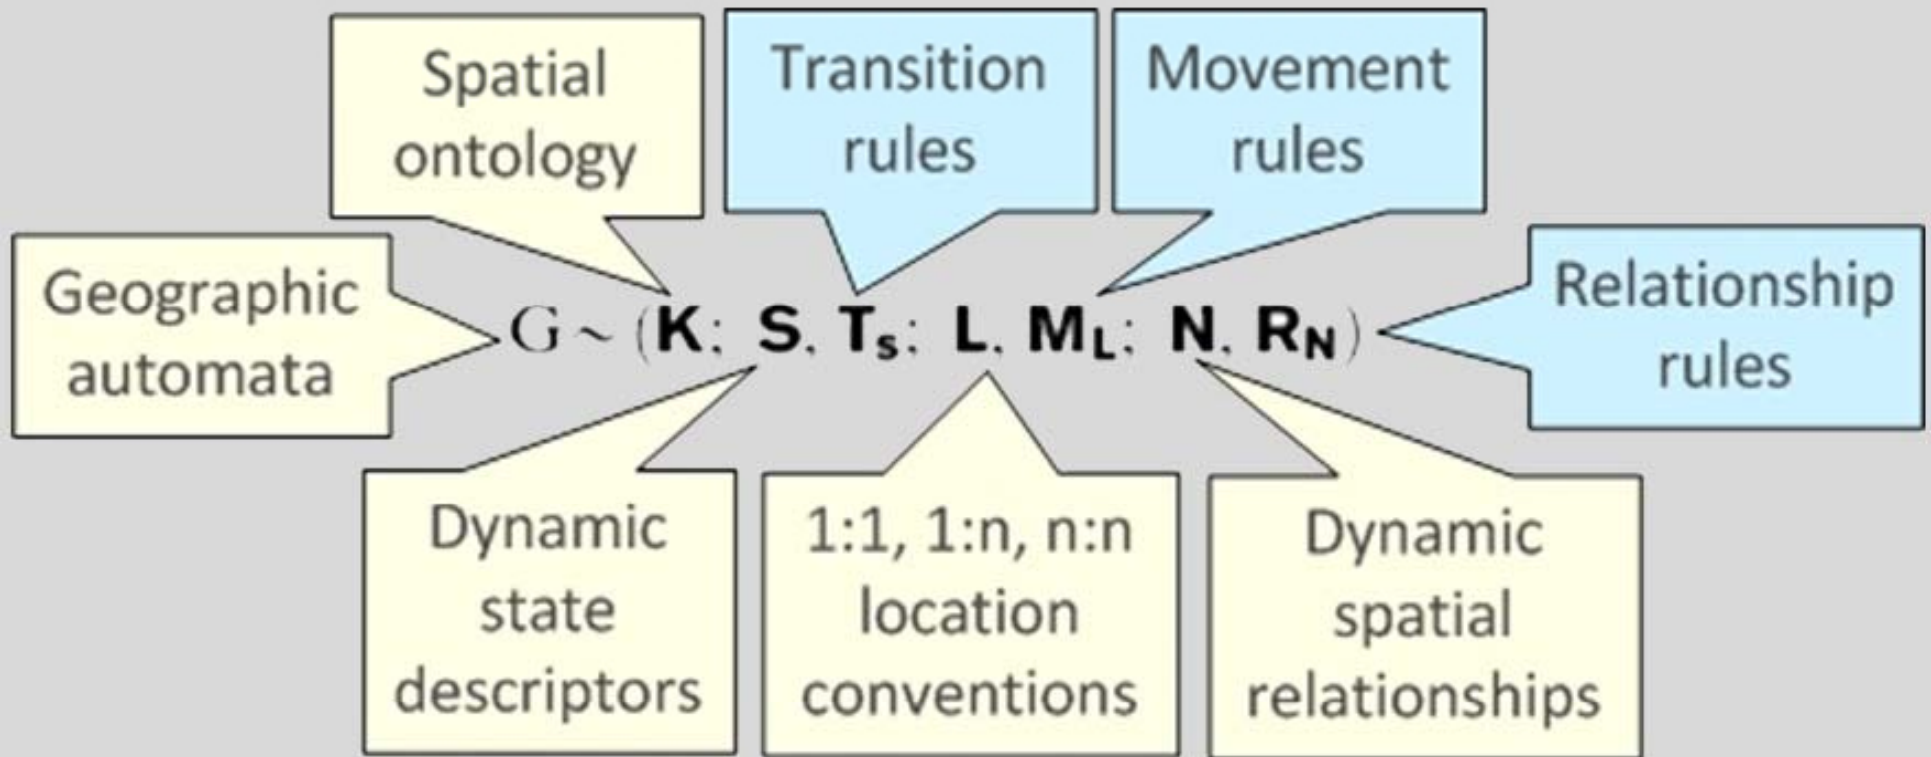 Spatial
ontology
Transition
rules
Movement
rules
Geographic
automata
G ~ (K; S, Ts; L, ML; N, RN)
Relationship
rules
Dynamic
state
descriptors
1:1, 1:n, n:n
location
conventions
Dynamic
spatial
relationships